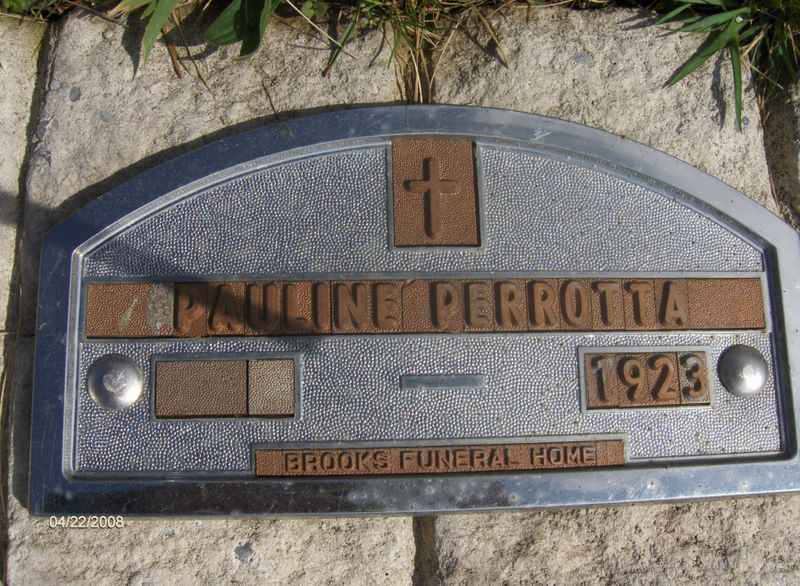 PAULINE PERROTTA
1923
BROOKS FUNERAL HOME
04/22/2008